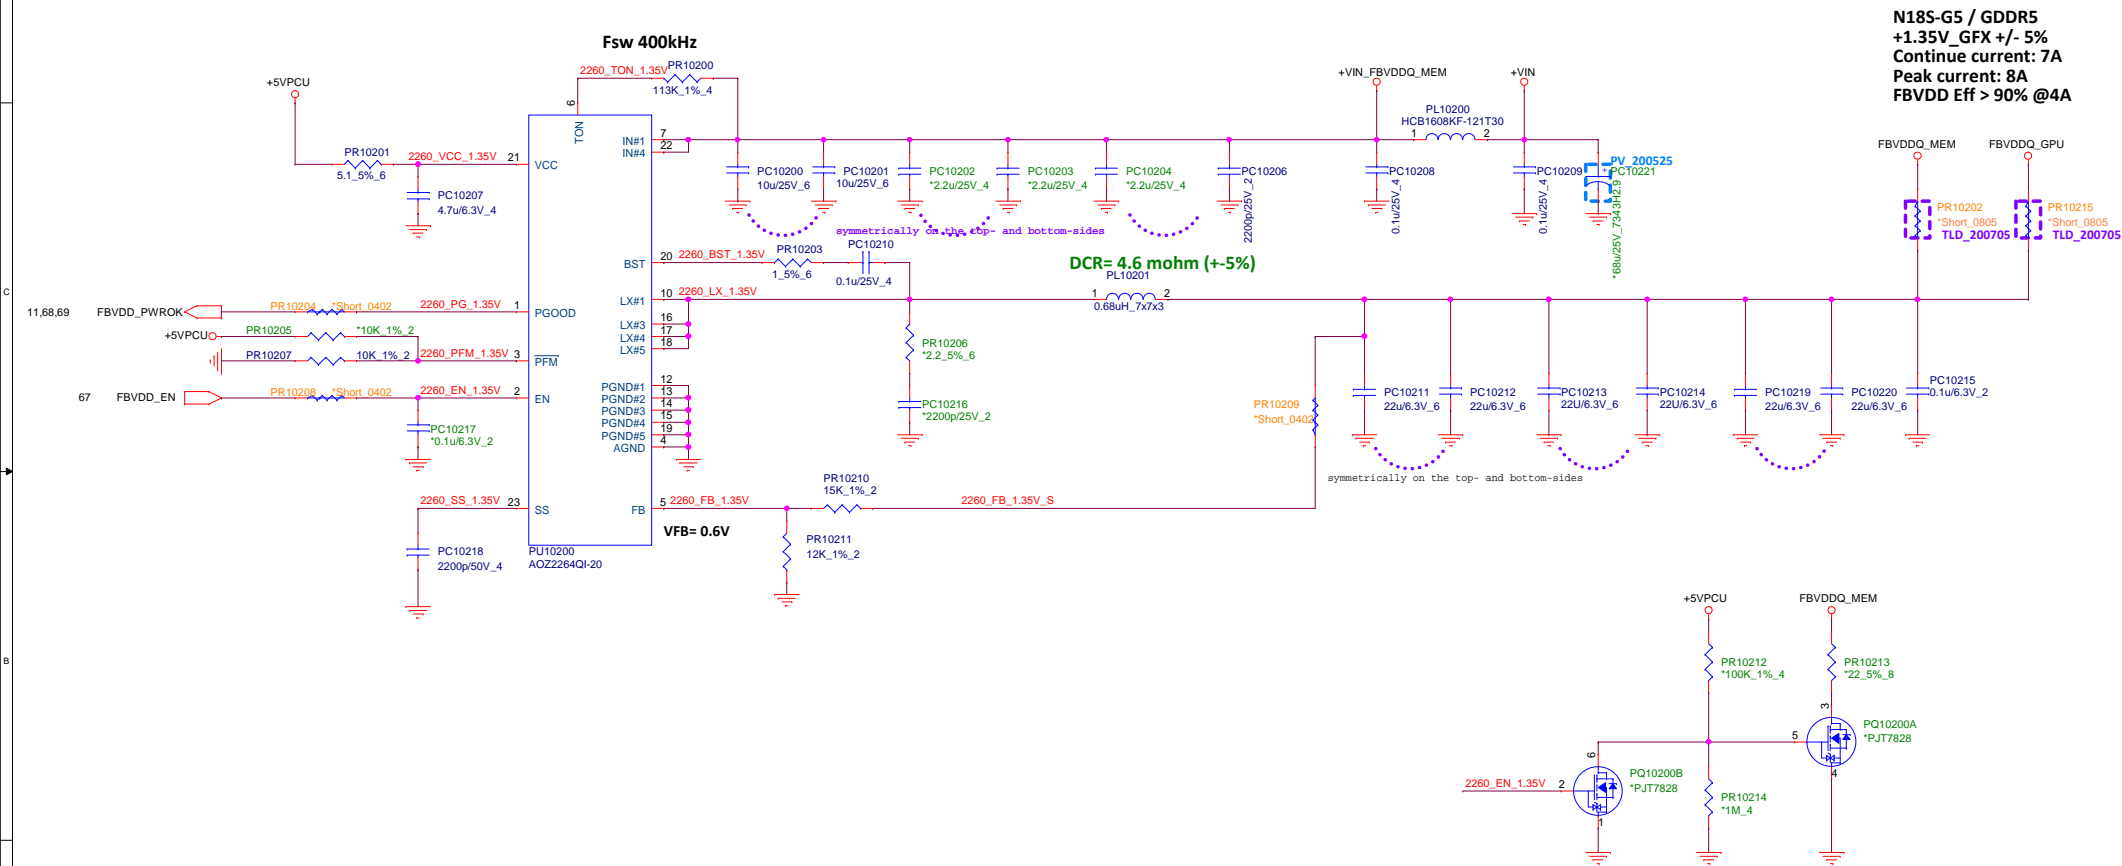 N18S-G5 / GDDR5
+1.35V_GFX +/- 5%
Continue current: 7A
Peak current: 8A
FBVDD Eff > 90% @4A
Fsw 400kHz
2260_TON_1.35V
PR10200
113K_1%_4
+5VPCU
6
TON
+VIN_FBVDDQ_MEM
+VIN
PL10200
HCB1608KF-121T30
1
2
7
IN#1
22
IN#4
PR10201
5.1_5%_6
2260_VCC_1.35V
21
VCC
PC10207
4.7u/6.3V_4
PC10200
10u/25V_6
PC10201
10u/25V_6
PC10202
*2.2u/25V_4
PC10203
*2.2u/25V_4
PC10204
*2.2u/25V_4
PC10206
2200p/25V_2
PC10208
0.1u/25V_4
PC10209
0.1u/25V_4
PV_200525
+
PC10221
*68u/25V_7343H2.9
symmetrically on the top- and bottom-sides
FBVDDQ_MEM
FBVDDQ_GPU
PR10202
*Short_0805
TLD_200705
PR10215
*Short_0805
TLD_200705
BST
20
2260_BST_1.35V
PR10203
1_5%_6
PC10210
0.1u/25V_4
DCR= 4.6 mohm (+-5%)
PL10201
1
2
0.68uH_7x7x3
C
LX#1
10
2260_LX_1.35V
LX#3
16
LX#4
17
LX#5
18
11,68,69
FBVDD_PWROK
PR10204
*Short_0402
2260_PG_1.35V
1
PGOOD
+5VPCU
PR10205
*10K_1%_2
PR10207
10K_1%_2
2260_PFM_1.35V
3
PFM
67
FBVDD_EN
PR10208
*Short_0402
2260_EN_1.35V
2
EN
PC10217
*0.1u/6.3V_2
PGND#1
12
PGND#2
13
PGND#3
14
PGND#4
15
PGND#5
19
AGND
4
PR10206
*2.2_5%_6
PC10216
*2200p/25V_2
PR10209
*Short_0402
PC10211
22u/6.3V_6
PC10212
22u/6.3V_6
PC10213
22U/6.3V_6
PC10214
22U/6.3V_6
PC10219
22u/6.3V_6
PC10220
22u/6.3V_6
PC10215
0.1u/6.3V_2
symmetrically on the top- and bottom-sides
2260_SS_1.35V
23
SS
PC10218
2200p/50V_4
FB
5
2260_FB_1.35V
PR10210
15K_1%_2
2260_FB_1.35V_S
VFB= 0.6V
PR10211
12K_1%_2
PU10200
AOZ2264QI-20
B
+5VPCU
FBVDDQ_MEM
PR10212
*100K_1%_4
PR10213
*22_5%_8
3
5
4
PQ10200A
*PJT7828
2260_EN_1.35V
2
6
1
PQ10200B
*PJT7828
PR10214
*1M_4